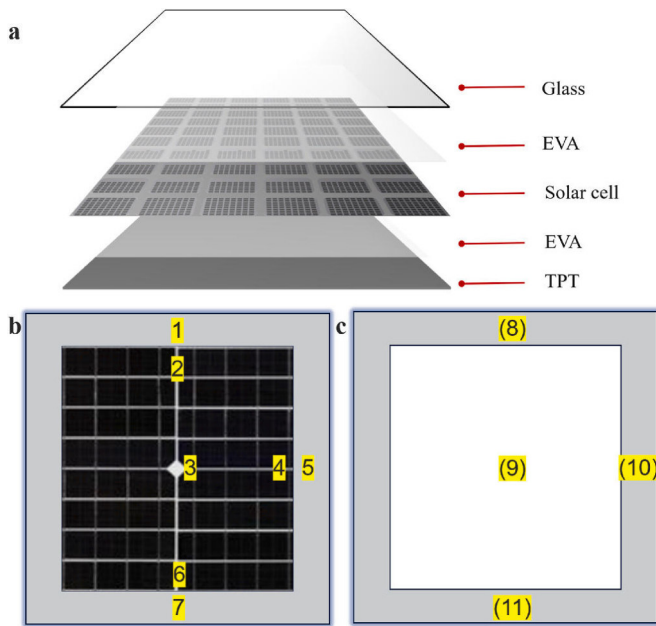 a
Glass
EVA
Solar cell
EVA
TPT
b
1
2
3
4
5
6
7
c
(8)
(9)
(10)
(11)